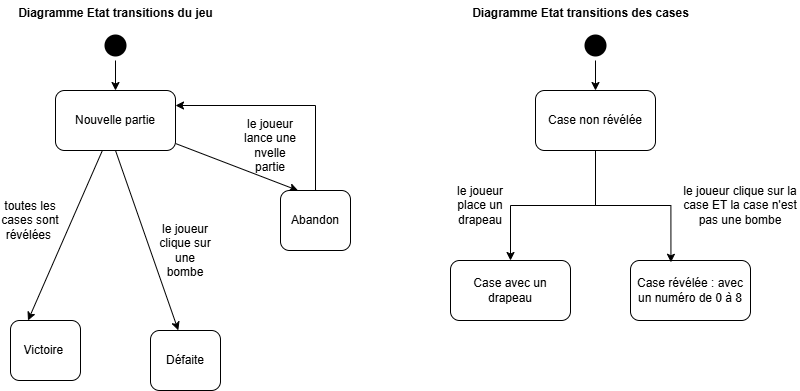 Diagramme Etat transitions du jeu
Nouvelle partie
le joueur
lance une
nvelle
partie
Abandon
toutes les
cases sont
révélées
le joueur
clique sur
une
bombe
Victoire
Défaite
Diagramme Etat transitions des cases
Case non révélée
le joueur
place un
drapeau
le joueur clique sur la
case ET la case n'est
pas une bombe
Case avec un
drapeau
Case révélée : avec
un numéro de 0 à 8